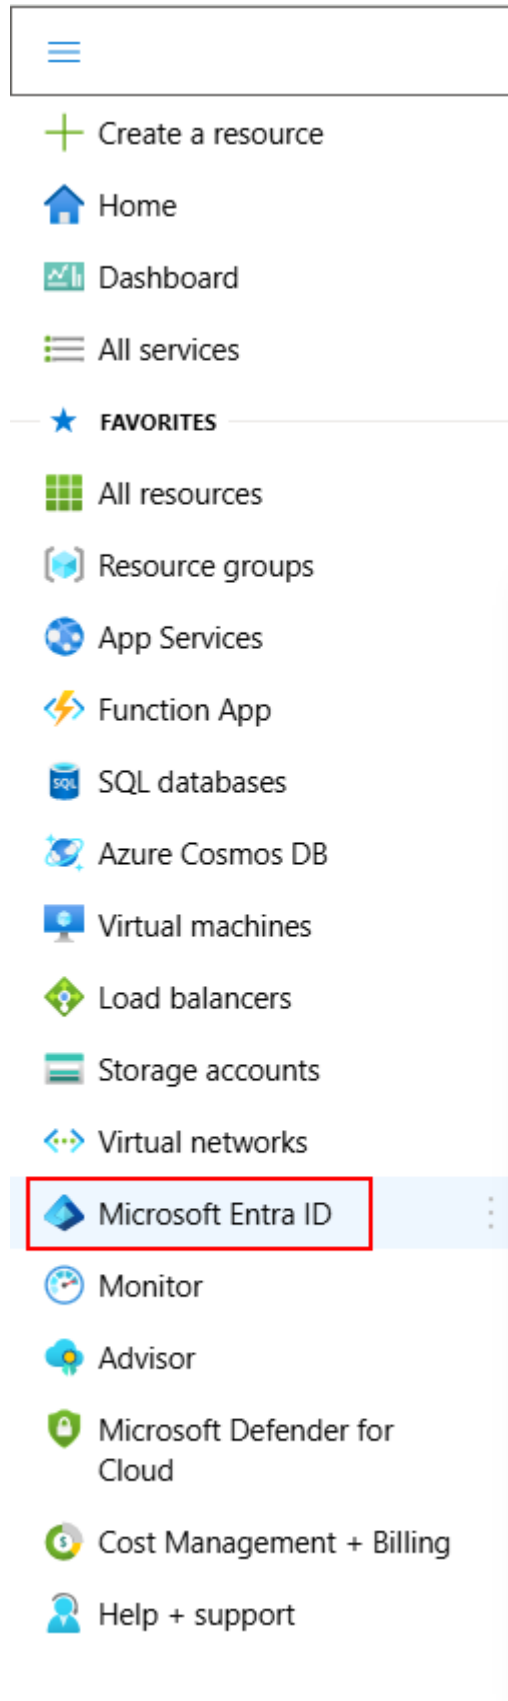 Create a resource
Home
Dashboard
All services
FAVORITES
All resources
Resource groups
App Services
Function App
SQL
SQL databases
Azure Cosmos DB
Virtual machines
Load balancers
Storage accounts
Virtual networks
Microsoft Entra ID
Monitor
Advisor
Microsoft Defender for
Cloud
$
Cost Management + Billing
Help + support